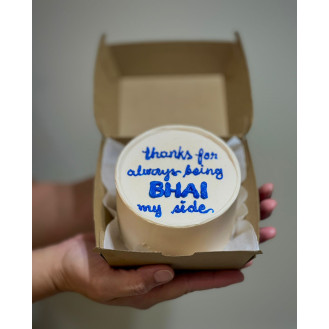 thanks for
always being
BHAI
my side